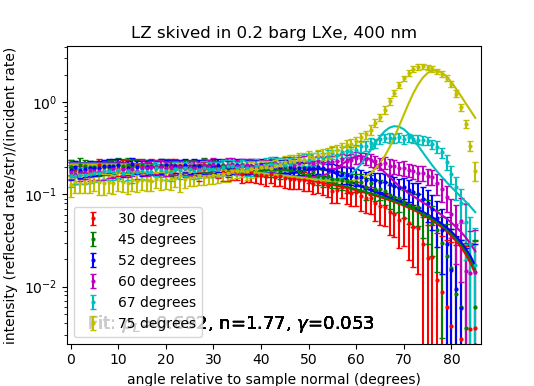 LZ skived in 0.2 barg LXe, 400 nm
intensity (reflected rate/str)/(incident rate)
10⁰
10⁻¹
10⁻²
30 degrees
45 degrees
52 degrees
60 degrees
67 degrees
75 degrees
n=1.77, γ=0.053
0 10 20 30 40 50 60 70 80
angle relative to sample normal (degrees)